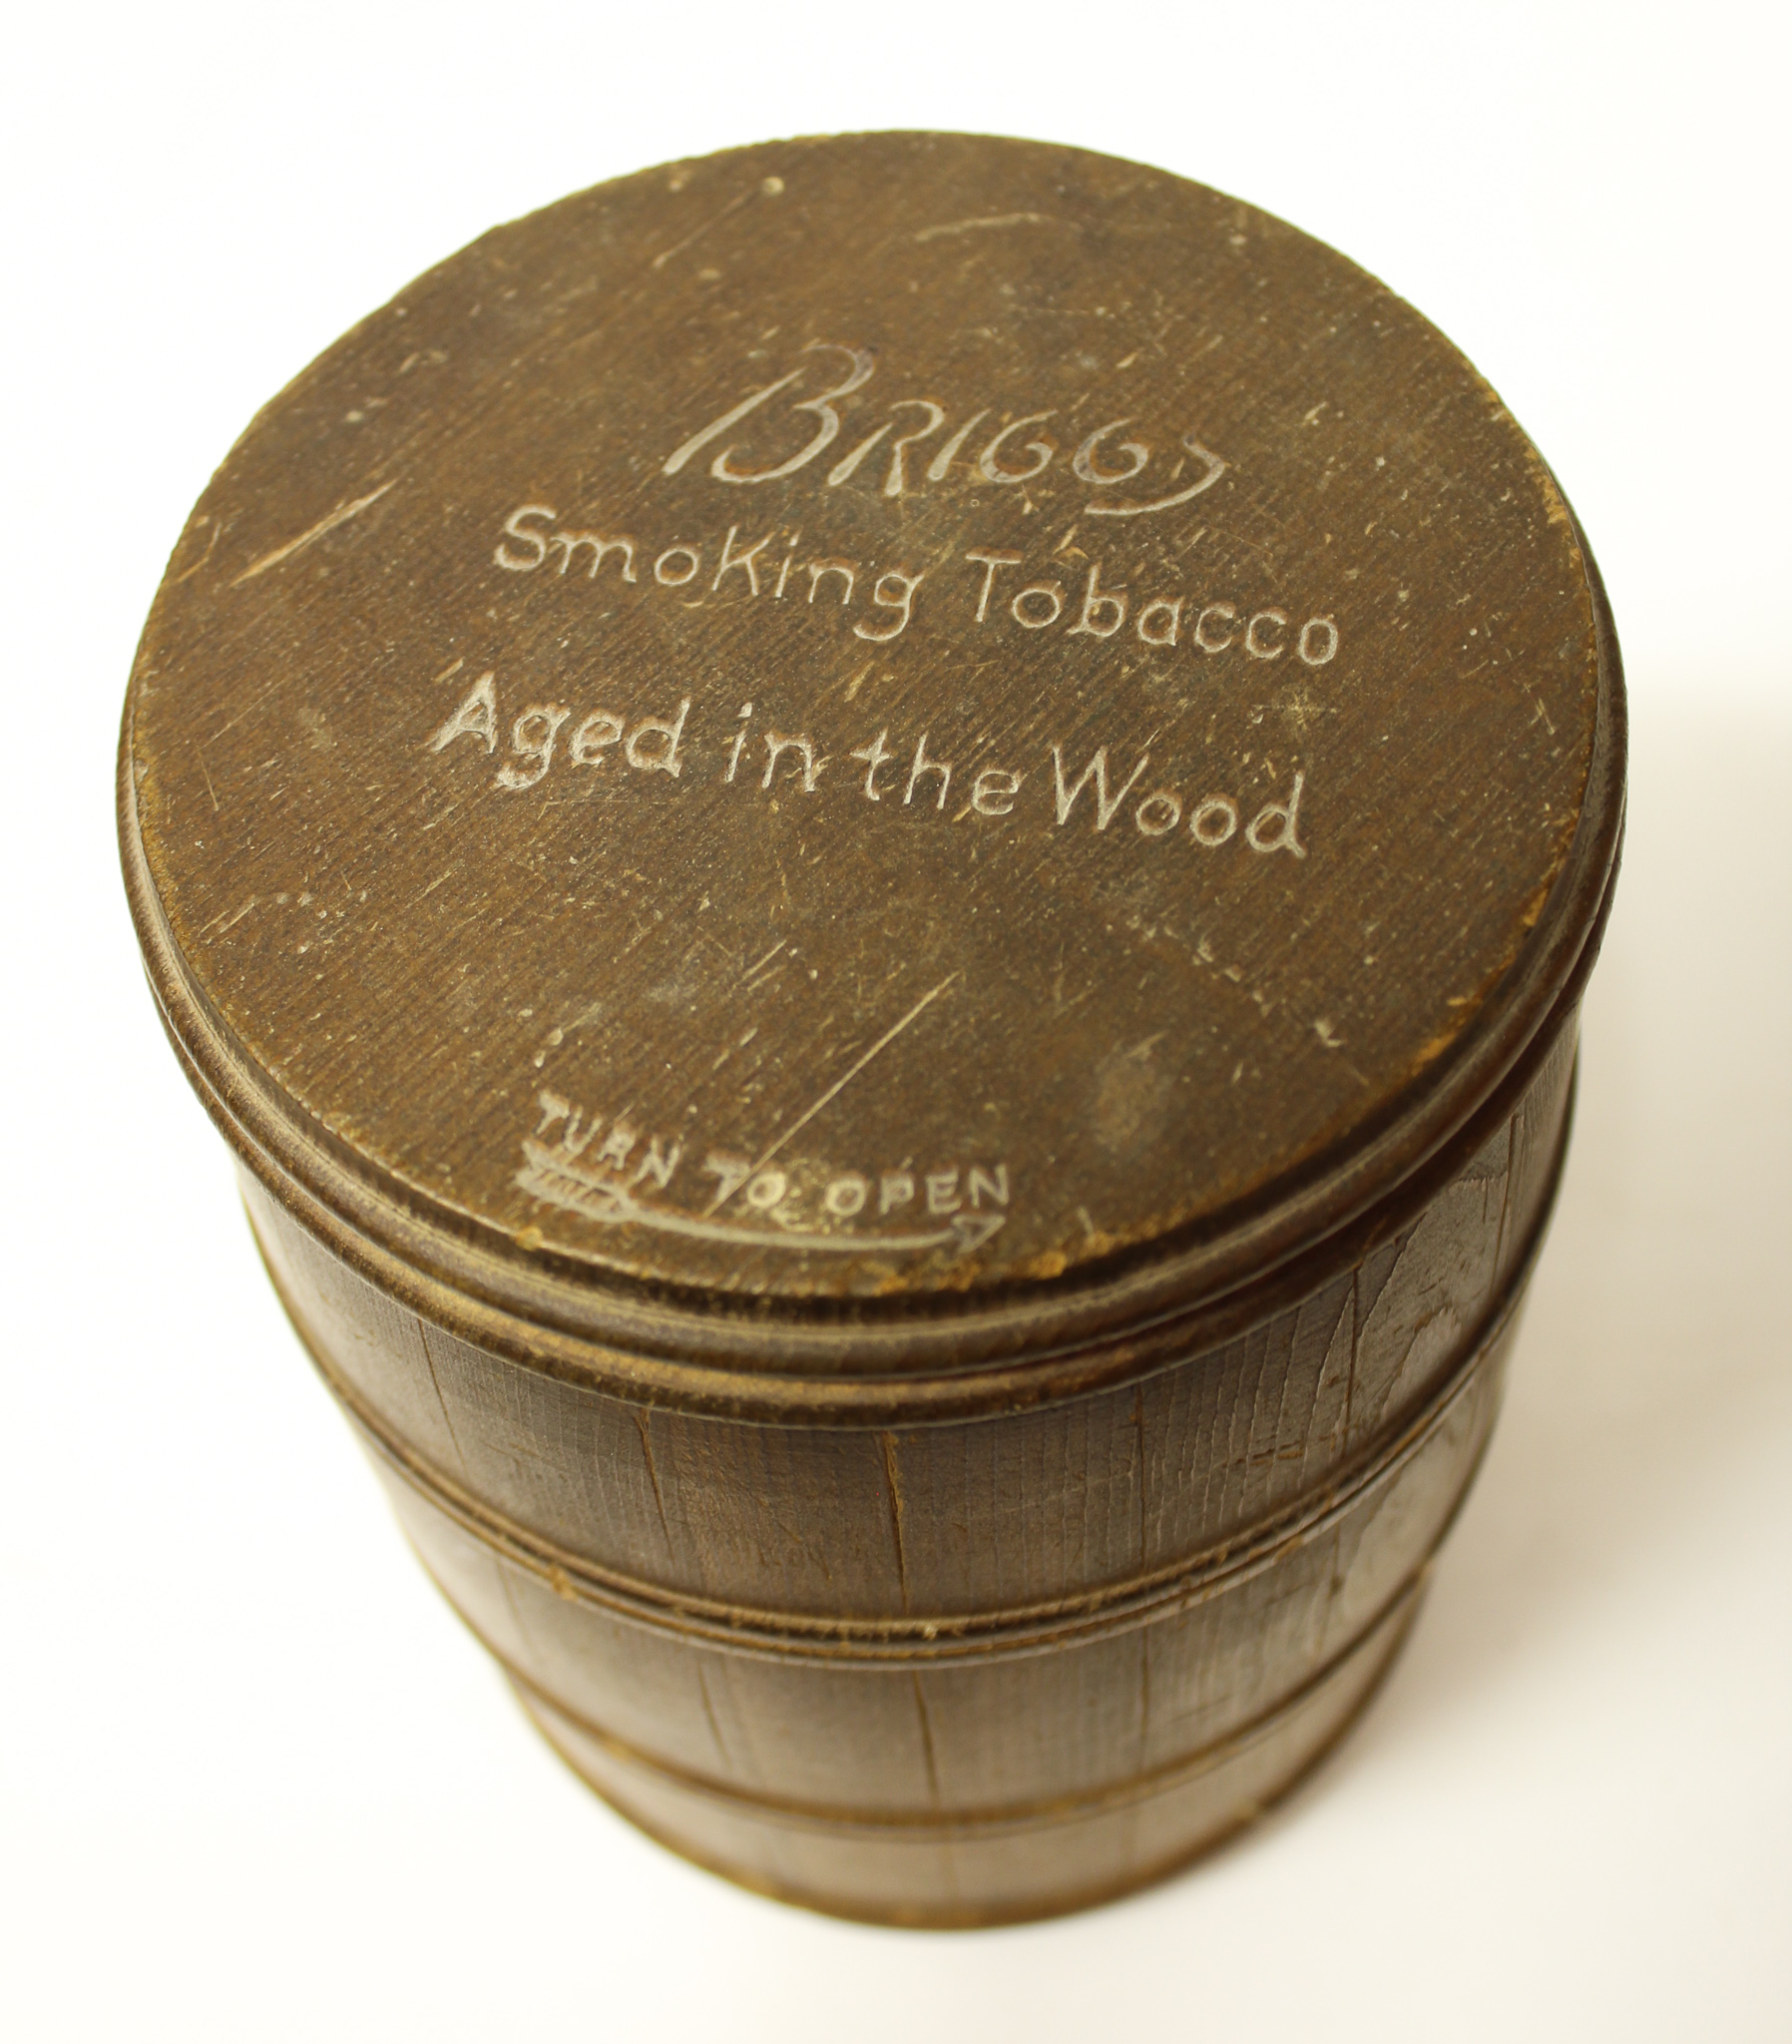 BRIGGS
Smoking Tobacco
Aged in the Wood
TURN TO OPEN